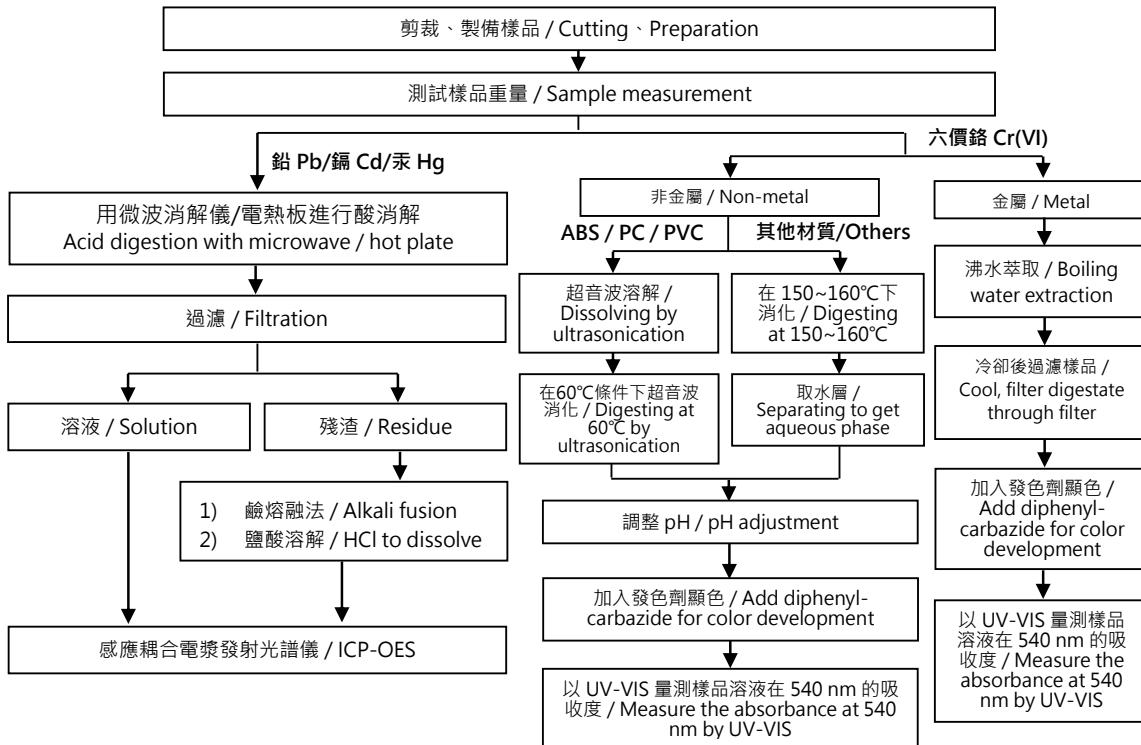 剪裁、製備樣品 / Cutting、Preparation
測試樣品重量 / Sample measurement
鉛 Pb/鎘 Cd/汞 Hg
六價鉻 Cr(VI)
用微波消解儀/電熱板進行酸消解
Acid digestion with microwave / hot plate
過濾 / Filtration
溶液 / Solution
殘渣 / Residue
1) 鹼熔融法 / Alkali fusion
2) 鹽酸溶解 / HCl to dissolve
感應耦合電漿發射光譜儀 / ICP-OES
非金屬 / Non-metal
ABS / PC / PVC
其他材質/Others
超音波溶解 /
Dissolving by
ultrasonication
在60℃條件下超音波
消化 / Digesting at
60℃ by
ultrasonication
在 150~160℃下
消化 / Digesting
at 150~160℃
取水層 /
Separating to get
aqueous phase
調整 pH / pH adjustment
加入發色劑顯色 / Add diphenyl-
carbazide for color development
以 UV-VIS 量測樣品溶液在 540 nm 的吸
收度 / Measure the absorbance at 540
nm by UV-VIS
金屬 / Metal
沸水萃取 / Boiling
water extraction
冷卻後過濾樣品 /
Cool, filter digestate
through filter
加入發色劑顯色 /
Add diphenyl-
carbazide for color
development
以 UV-VIS 量測樣品
溶液在 540 nm 的吸
收度 / Measure the
absorbance at 540
nm by UV-VIS